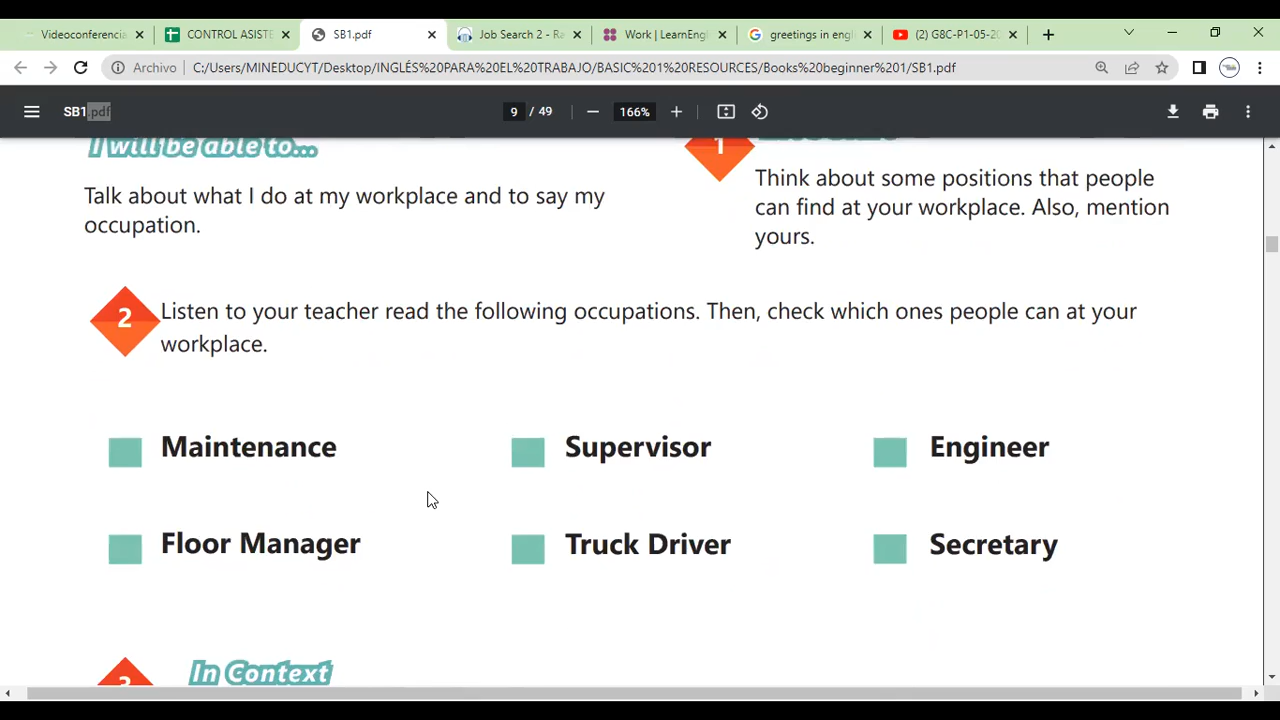 Videoconferencia
CONTROL ASISTE
SB1.pdf
Job Search 2 - Ra
Work | LearnEngl
greetings in engl
(2) G8C-P1-05-20
Archivo
C:/Users/MINEDUCYT/Desktop/INGLÉS%20PARA%20EL%20TRABAJO/BASIC%201%20RESOURCES/Books%20beginner%201/SB1.pdf
SB1.pdf
9 / 49
166%
I will be able to...
1
Talk about what I do at my workplace and to say my
occupation.
Think about some positions that people
can find at your workplace. Also, mention
yours.
2
Listen to your teacher read the following occupations. Then, check which ones people can at your
workplace.
Maintenance
Supervisor
Engineer
Floor Manager
Truck Driver
Secretary
3
In Context